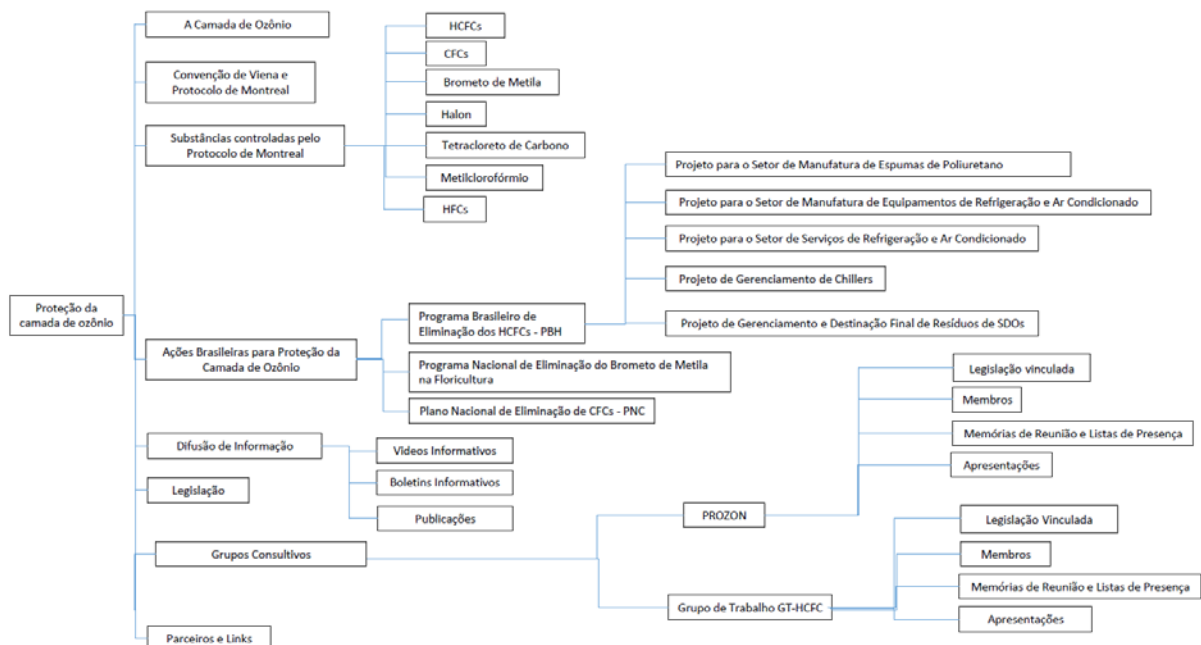 Proteção da
camada de ozônio
A Camada de Ozônio
Convenção de Viena e
Protocolo de Montreal
Substâncias controladas pelo
Protocolo de Montreal
HCFCs
CFCs
Brometo de Metila
Halon
Tetracloreto de Carbono
Metilclorofórmio
HFCs
Ações Brasileiras para Proteção da
Camada de Ozônio
Programa Brasileiro de
Eliminação dos HCFCs - PBH
Projeto para o Setor de Manufatura de Espumas de Poliuretano
Projeto para o Setor de Manufatura de Equipamentos de Refrigeração e Ar Condicionado
Projeto para o Setor de Serviços de Refrigeração e Ar Condicionado
Projeto de Gerenciamento de Chillers
Projeto de Gerenciamento e Destinação Final de Resíduos de SDOs
Programa Nacional de Eliminação do Brometo de Metila
na Floricultura
Plano Nacional de Eliminação de CFCs - PNC
Difusão de Informação
Vídeos Informativos
Boletins Informativos
Publicações
Legislação
Grupos Consultivos
PROZON
Legislação vinculada
Membros
Memórias de Reunião e Listas de Presença
Apresentações
Grupo de Trabalho GT-HCFC
Legislação Vinculada
Membros
Memórias de Reunião e Listas de Presença
Apresentações
Parceiros e Links